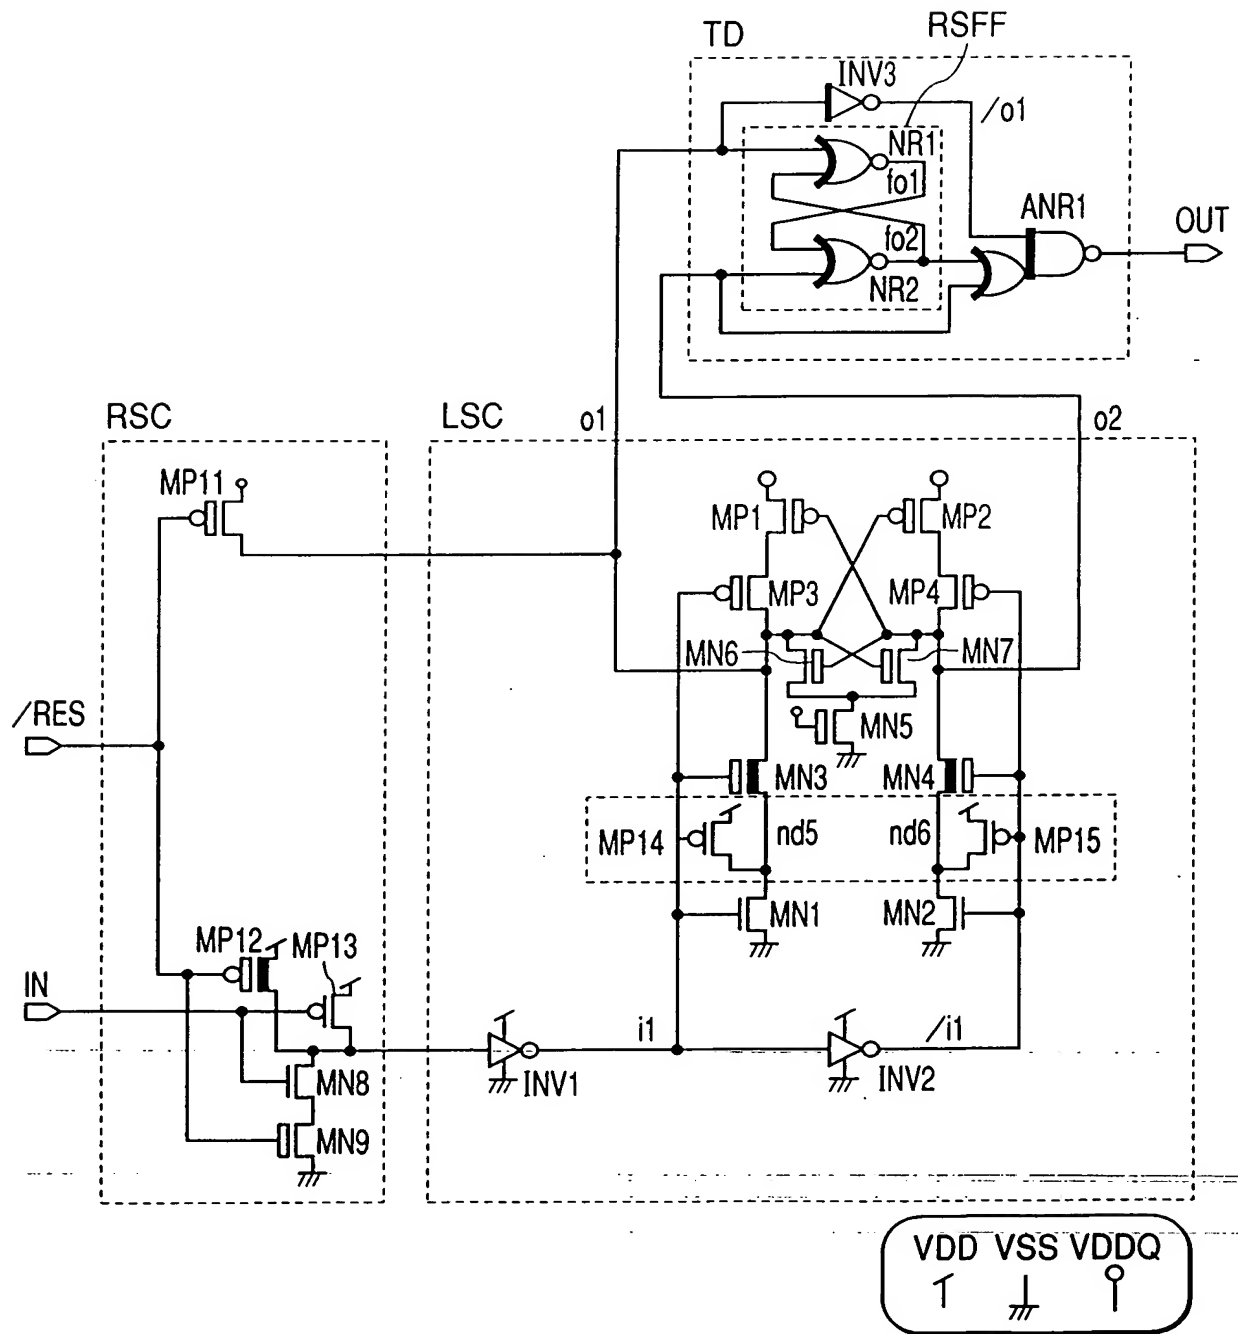 RSFF
TD
INV3
/o1
NR1
fo1
ANR1
OUT
fo2
NR2
RSC
LSC
o1
o2
MP11
MP1
MP2
MP3
MP4
MN6
MN7
/RES
MN5
MN3
MN4
MP14
nd5
nd6
MP15
MN1
MN2
MP12
MP13
IN
i1
/i1
MN8
INV1
INV2
MN9
VDD VSS VDDQ